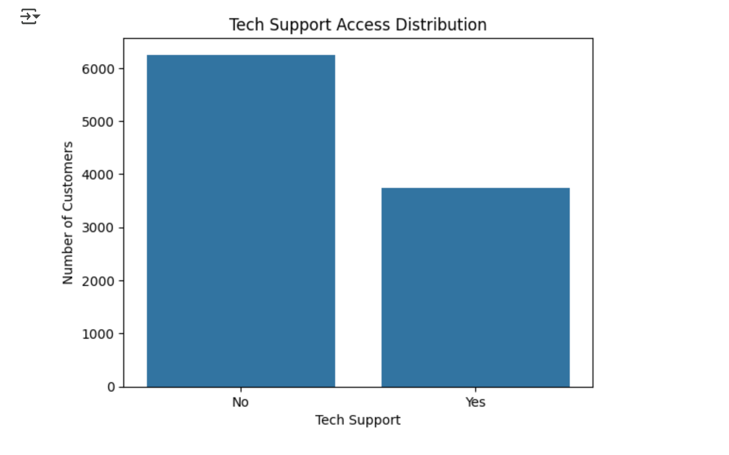 Tech Support Access Distribution
Number of Customers
6000
5000
4000
3000
2000
1000
0
No
Yes
Tech Support